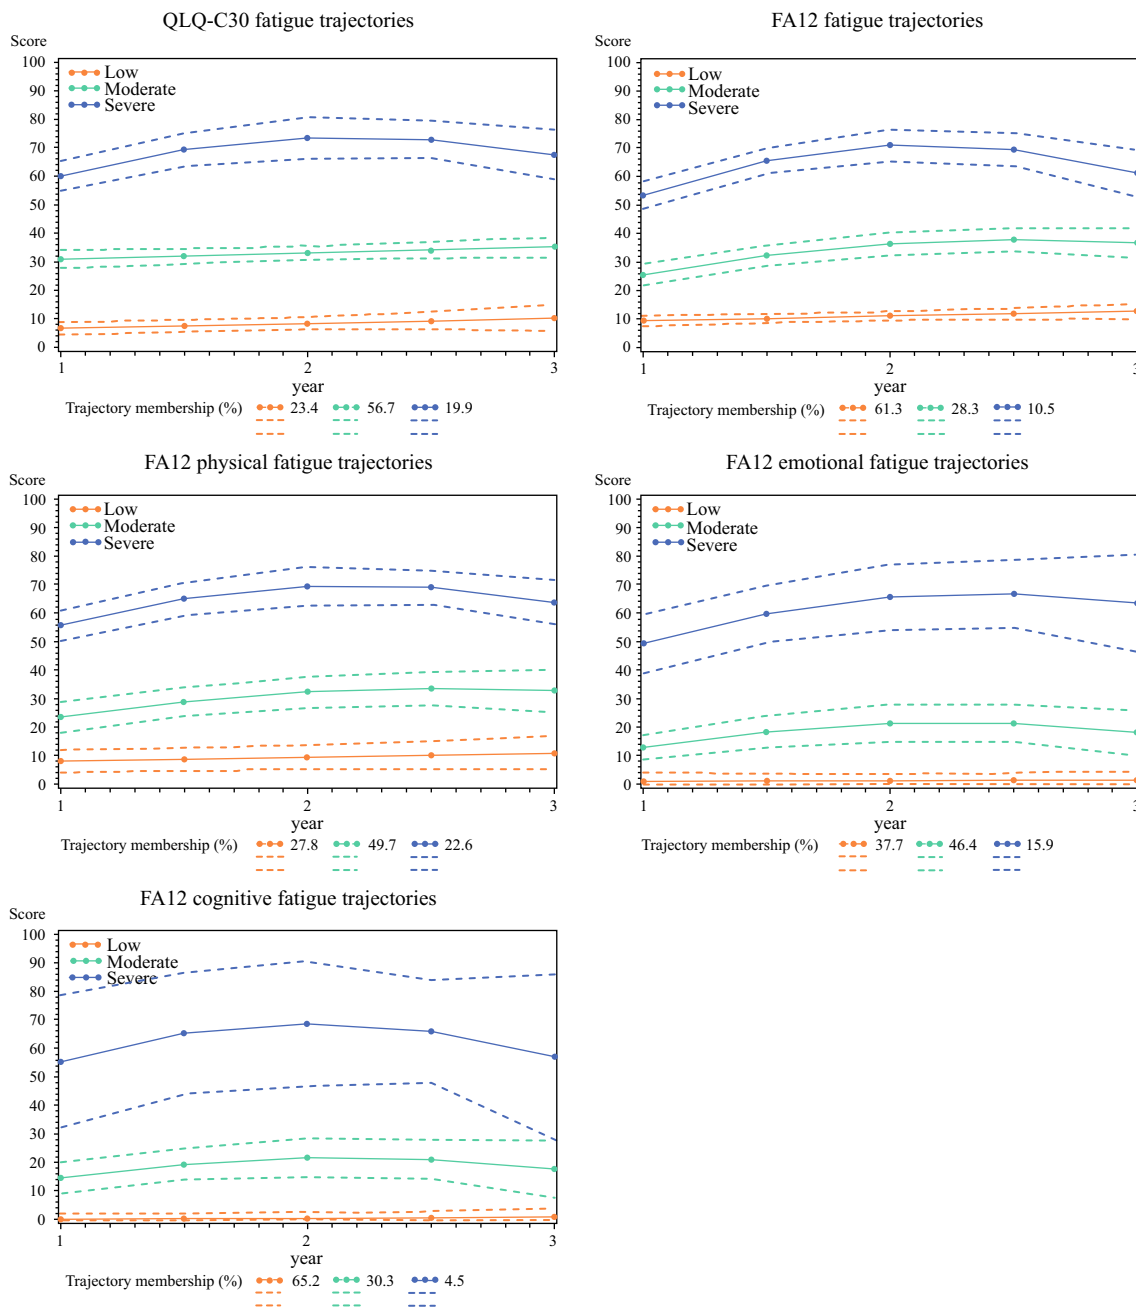 QLQ-C30 fatigue trajectories
Score
100
90
80
70
60
50
40
30
20
10
0
Low
Moderate
Severe
1 2 3
year
Trajectory membership (%) 23.4 56.7 19.9
FA12 fatigue trajectories
Score
100
90
80
70
60
50
40
30
20
10
0
Low
Moderate
Severe
1 2 3
year
Trajectory membership (%) 61.3 28.3 10.5
FA12 physical fatigue trajectories
Score
100
90
80
70
60
50
40
30
20
10
0
Low
Moderate
Severe
1 2 3
year
Trajectory membership (%) 27.8 49.7 22.6
FA12 emotional fatigue trajectories
Score
100
90
80
70
60
50
40
30
20
10
0
Low
Moderate
Severe
1 2 3
year
Trajectory membership (%) 37.7 46.4 15.9
FA12 cognitive fatigue trajectories
Score
100
90
80
70
60
50
40
30
20
10
0
Low
Moderate
Severe
1 2 3
year
Trajectory membership (%) 65.2 30.3 4.5